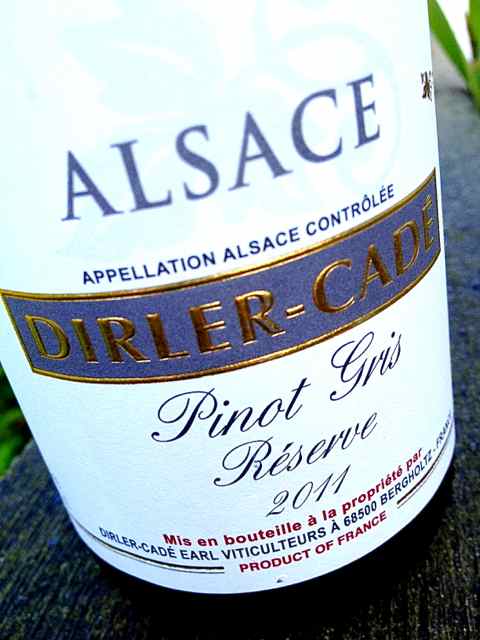 ALSACE
APPELLATION ALSACE CONTRÔLÉE
DIRLER-CADÉ
Pinot Gris
Réserve
2011
Mis en bouteille à la propriété par
DIRLER-CADÉ EARL VITICULTEURS À 68500 BERGHOLTZ - FRANCE
PRODUCT OF FRANCE